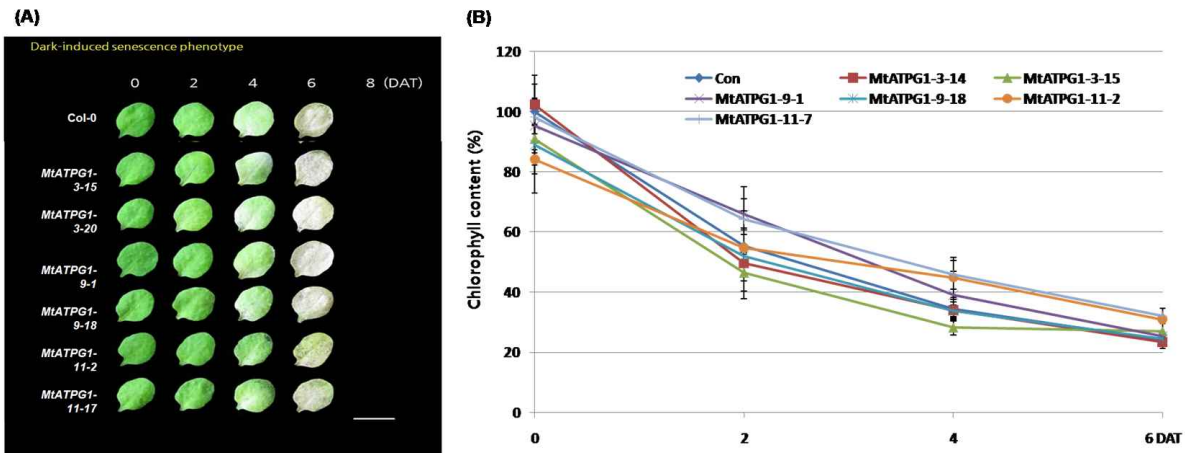 (A)
Dark-induced senescence phenotype
0 2 4 6 8 (DAT)
Col-0
MtATPG1-
3-15
MtATPG1-
3-20
MtATPG1-
9-1
MtATPG1-
9-18
MtATPG1-
11-2
MtATPG1-
11-17
(B)
Chlorophyll content (%)
120
100
80
60
40
20
0
Con MtATPG1-3-14 MtATPG1-3-15
MtATPG1-9-1 MtATPG1-9-18 MtATPG1-11-2
MtATPG1-11-7
0 2 4 6 DAT